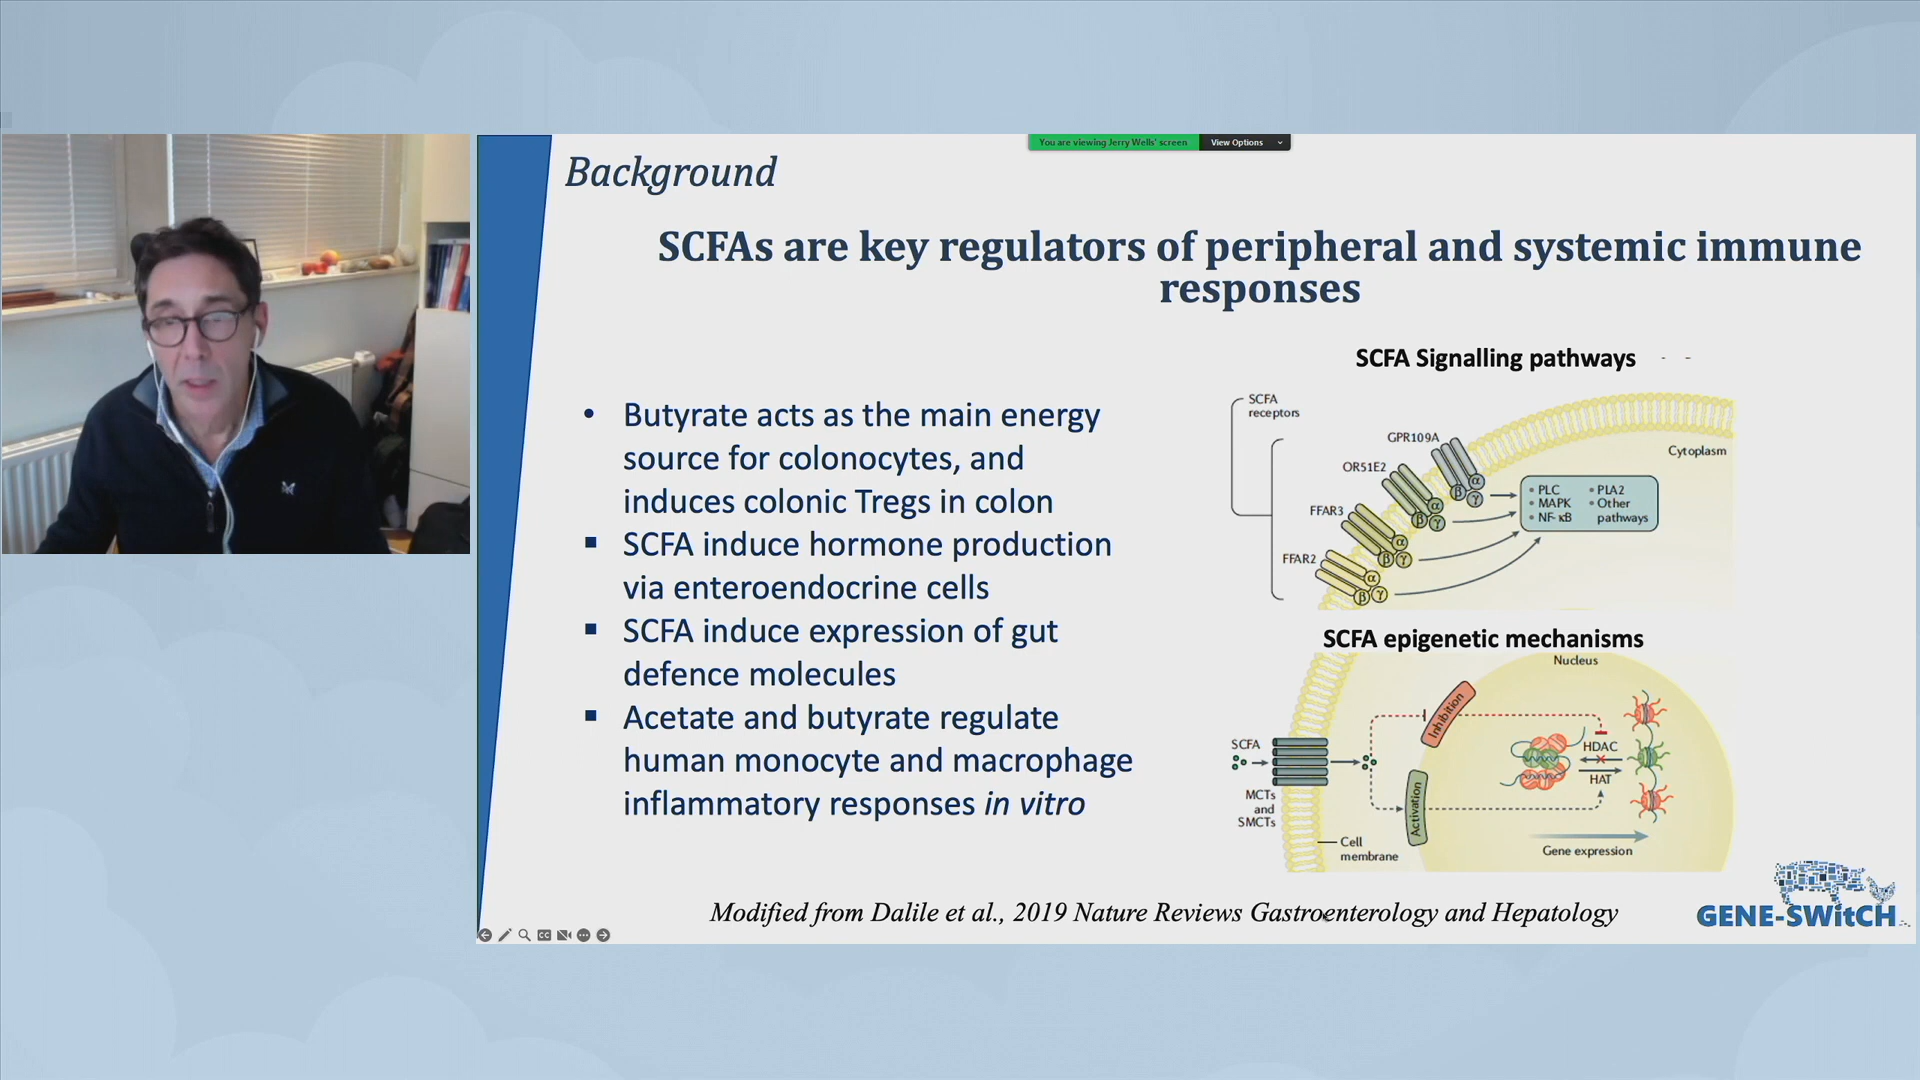 You are viewing Jerry Wells' screen
View Options
Background
SCFAs are key regulators of peripheral and systemic immune
responses
• Butyrate acts as the main energy
source for colonocytes, and
induces colonic Tregs in colon
▪ SCFA induce hormone production
via enteroendocrine cells
▪ SCFA induce expression of gut
defence molecules
▪ Acetate and butyrate regulate
human monocyte and macrophage
inflammatory responses in vitro
SCFA Signalling pathways
SCFA
receptors
GPR109A
OR51E2
FFAR3
FFAR2
α
β γ
α
β γ
α
β γ
α
β γ
Cytoplasm
• PLC • PLA2
• MAPK • Other
• NF-κB pathways
SCFA epigenetic mechanisms
Nucleus
Inhibition
SCFA
HDAC
HAT
MCTs
and
SMCTs
Activation
Cell
membrane
Gene expression
Modified from Dalile et al., 2019 Nature Reviews Gastroenterology and Hepatology
GENE-SWitCH
CC